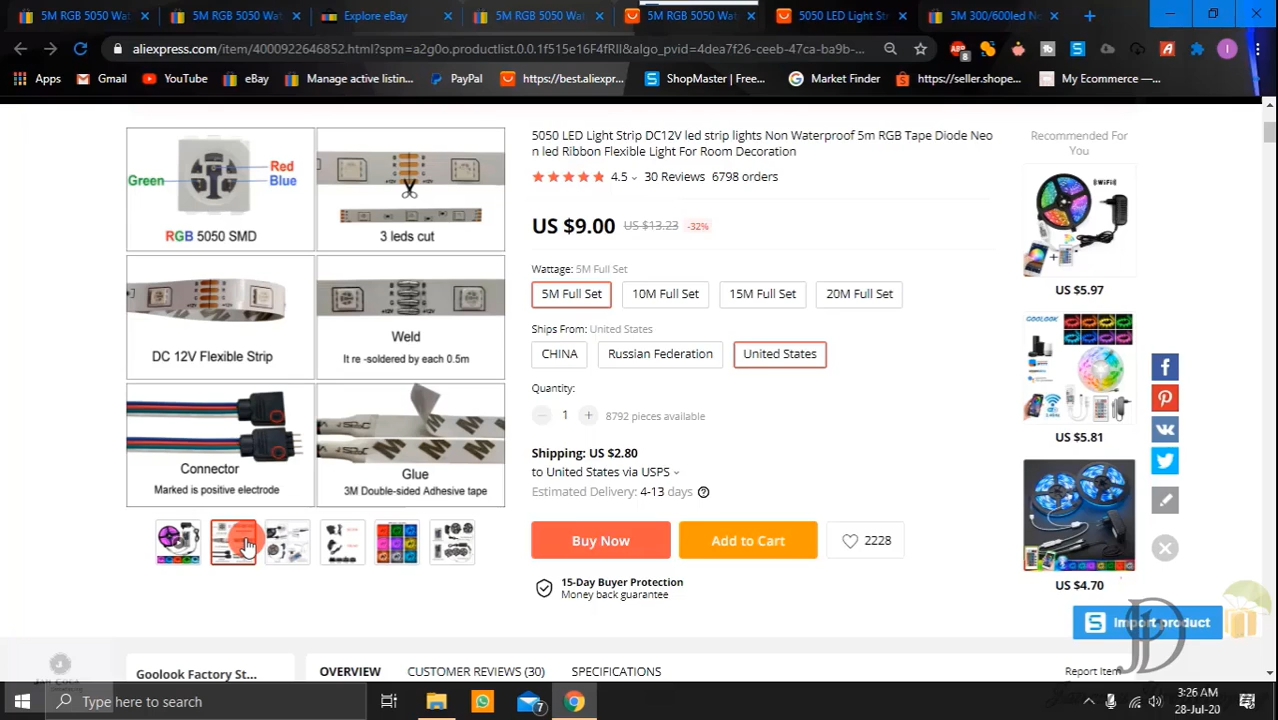 5M RGB 5050 Wat
5M RGB 5050 Wat
Explore eBay
5M RGB 5050 Wat
5M RGB 5050 Wat
5050 LED Light Str
5M 300/600led No
aliexpress.com/item/4000922646852.html?spm=a2g0o.productlist.0.0.1f515e16F4fRII&algo_pvid=4dea7f26-ceeb-47ca-ba9b-...
Apps
Gmail
YouTube
eBay
Manage active listin...
PayPal
https://best.aliexpr...
ShopMaster | Free...
Market Finder
https://seller.shope...
My Ecommerce —...
Green
Red
Blue
RGB 5050 SMD
3 leds cut
DC 12V Flexible Strip
Weld
It re -soldered by each 0.5m
Connector
Marked is positive electrode
Glue
3M Double-sided Adhesive tape
5050 LED Light Strip DC12V led strip lights Non Waterproof 5m RGB Tape Diode Neo
n led Ribbon Flexible Light For Room Decoration
4.5 30 Reviews 6798 orders
US $9.00 US $13.23 -32%
Wattage: 5M Full Set
5M Full Set 10M Full Set 15M Full Set 20M Full Set
Ships From: United States
CHINA Russian Federation United States
Quantity:
1 8792 pieces available
Shipping: US $2.80
to United States via USPS
Estimated Delivery: 4-13 days
Buy Now Add to Cart 2228
15-Day Buyer Protection
Money back guarantee
Recommended For
You
WiFi
US $5.97
GOOLOOK
US $5.81
US $4.70
Import product
Goolook Factory St...
OVERVIEW CUSTOMER REVIEWS (30) SPECIFICATIONS
Report Item
Type here to search
7
3:26 AM
28-Jul-20